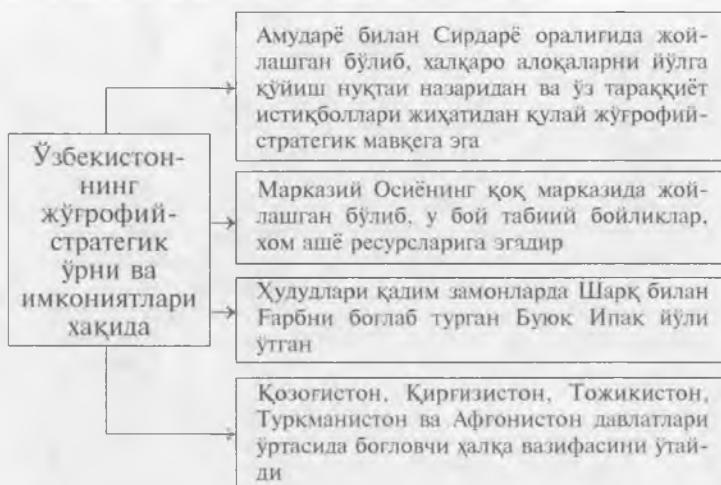 Ўзбекистон-
нинг
жўғрофий-
стратегик
ўрни ва
имкониятлари
хақида
Амударё билан Сирдарё оралиғида жой-
лашган бўлиб, халқаро алоқаларни йўлга
қўйиш нуқтаи назаридан ва ўз тараққиёт
истиқболлари жиҳатидан қулай жўғрофий-
стратегик мавқега эга
Марказий Осиёнинг қоқ марказида жой-
лашган бўлиб, у бой табиий бойликлар,
хом ашё ресурсларига эгадир
Ҳудудлари қадим замонларда Шарқ билан
Ғарбни боғлаб турган Буюк Ипак йўли
ўтган
Қозоғистон, Қирғизистон, Тожикистон,
Туркманистон ва Афғонистон давлатлари
ўртасида боғловчи ҳалқа вазифасини ўтай-
ди